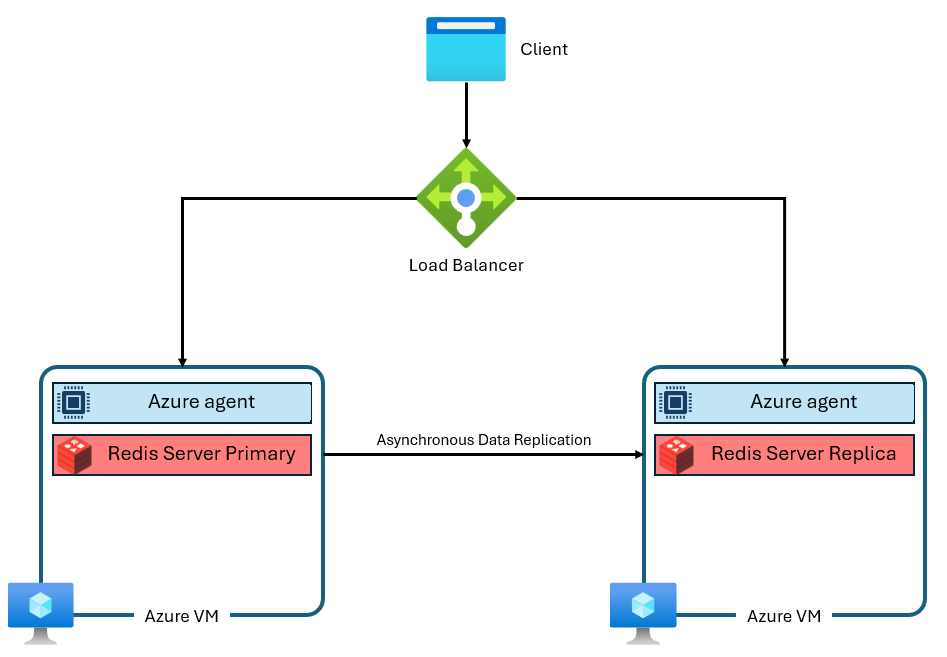 Client
Load Balancer
Azure agent
Redis Server Primary
Asynchronous Data Replication
Azure agent
Redis Server Replica
Azure VM
Azure VM